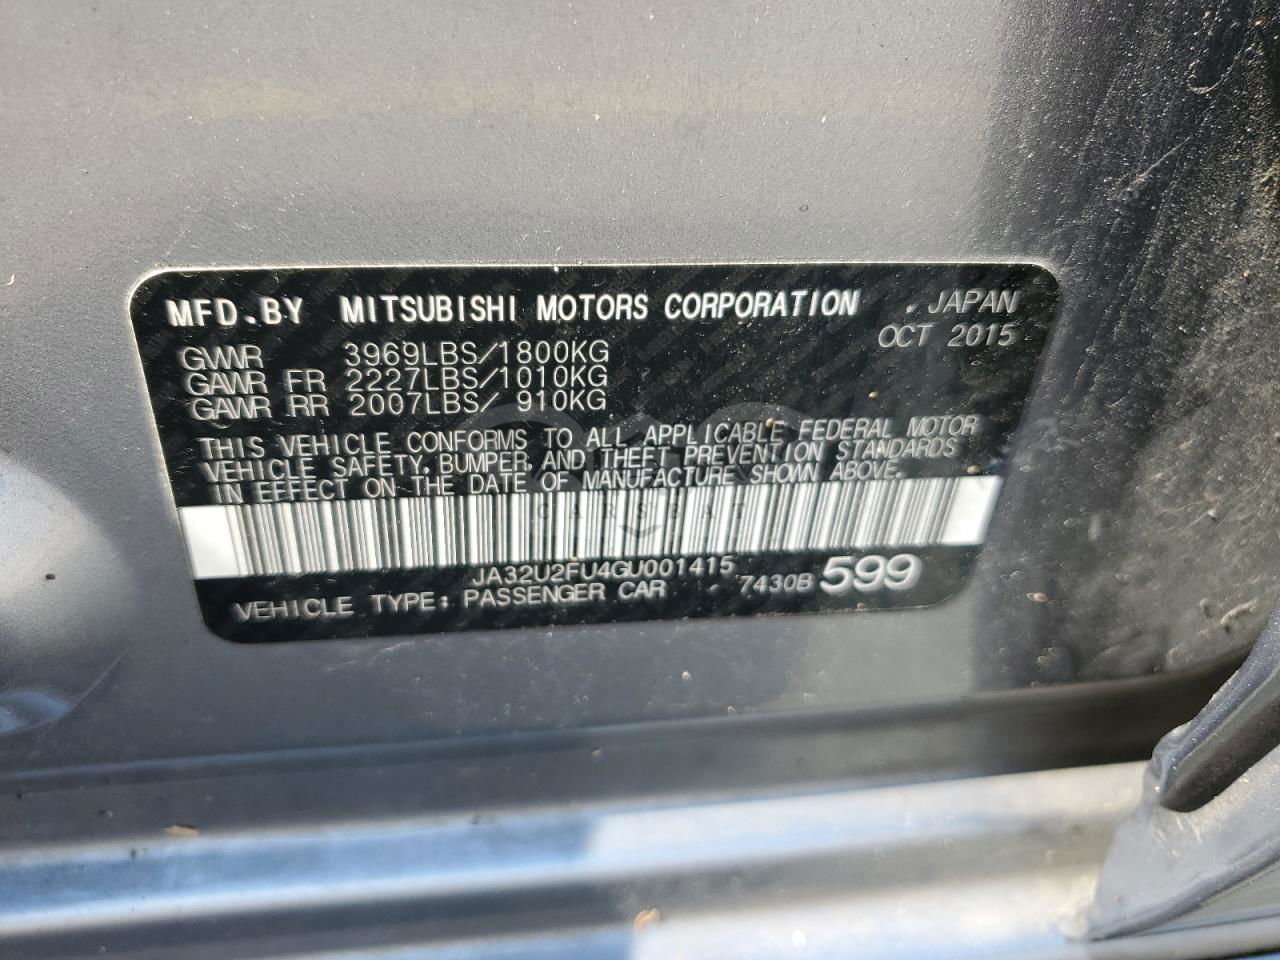 MFD.BY MITSUBISHI MOTORS CORPORATION JAPAN
OCT 2015
GVWR 3969LBS/1800KG
GAWR FR 2227LBS/1010KG
GAWR RR 2007LBS/ 910KG
THIS VEHICLE CONFORMS TO ALL APPLICABLE FEDERAL MOTOR
VEHICLE SAFETY, BUMPER, AND THEFT PREVENTION STANDARDS
IN EFFECT ON THE DATE OF MANUFACTURE SHOWN ABOVE.
CARSBAT
JA32U2FU4GU001415
VEHICLE TYPE: PASSENGER CAR 7430B 599